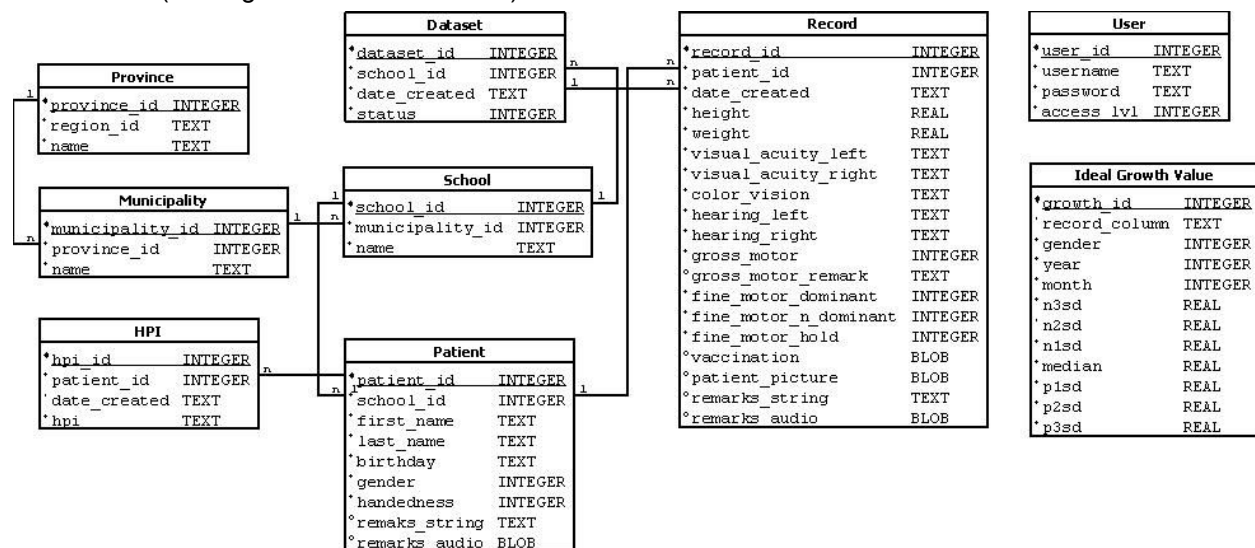 Province
province_id INTEGER
region_id TEXT
name TEXT
1
Municipality
municipality_id INTEGER
province_id INTEGER
name TEXT
n
1
n
HPI
hpi_id INTEGER
patient_id INTEGER
date_created TEXT
hpi TEXT
n
Dataset
dataset_id INTEGER
school_id INTEGER
date_created TEXT
status INTEGER
n
1
School
school_id INTEGER
municipality_id INTEGER
name TEXT
1
1
Patient
patient_id INTEGER
school_id INTEGER
first_name TEXT
last_name TEXT
birthday TEXT
gender INTEGER
handedness INTEGER
remaks_string TEXT
remarks_audio BLOB
n
1
1
Record
record_id INTEGER
patient_id INTEGER
date_created TEXT
height REAL
weight REAL
visual_acuity_left TEXT
visual_acuity_right TEXT
color_vision TEXT
hearing_left TEXT
hearing_right TEXT
gross_motor INTEGER
gross_motor_remark TEXT
fine_motor_dominant INTEGER
fine_motor_n_dominant INTEGER
fine_motor_hold INTEGER
vaccination BLOB
patient_picture BLOB
remarks_string TEXT
remarks_audio BLOB
n
n
User
user_id INTEGER
username TEXT
password TEXT
access_lvl INTEGER
Ideal Growth Value
growth_id INTEGER
record_column TEXT
gender INTEGER
year INTEGER
month INTEGER
n3sd REAL
n2sd REAL
n1sd REAL
median REAL
p1sd REAL
p2sd REAL
p3sd REAL